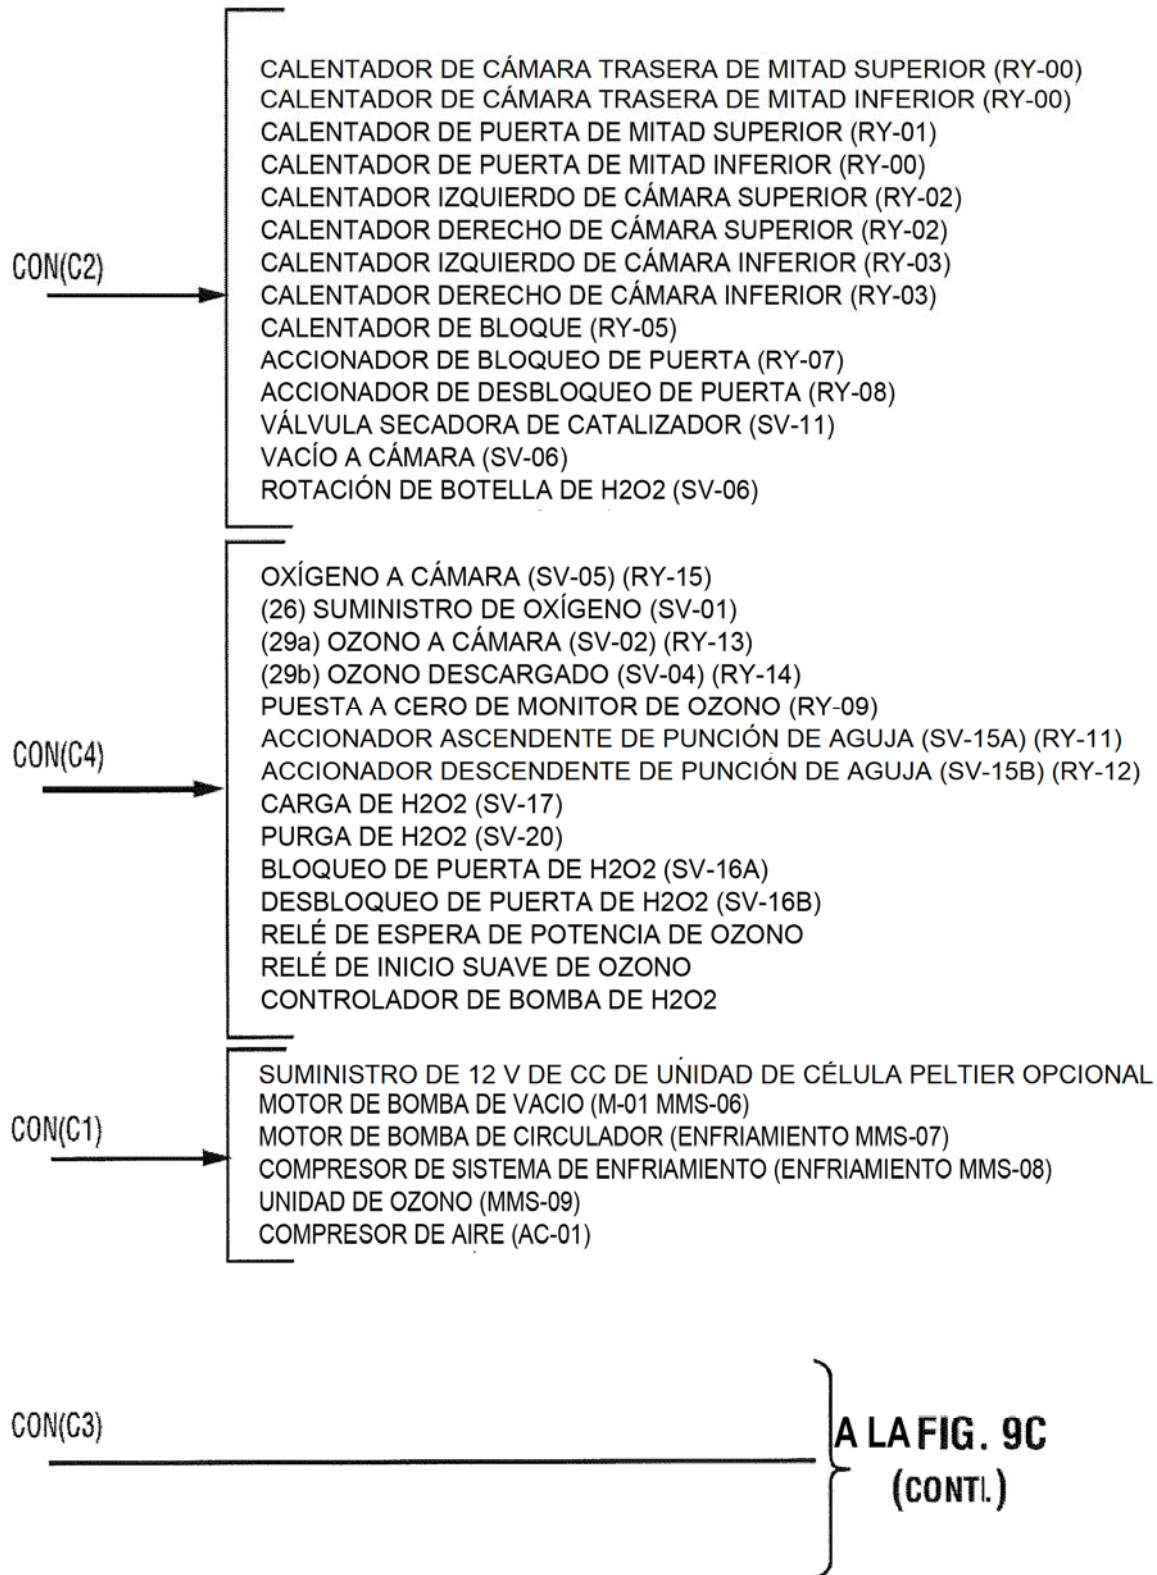 CALENTADOR DE CÁMARA TRASERA DE MITAD SUPERIOR (RY-00)
CALENTADOR DE CÁMARA TRASERA DE MITAD INFERIOR (RY-00)
CALENTADOR DE PUERTA DE MITAD SUPERIOR (RY-01)
CALENTADOR DE PUERTA DE MITAD INFERIOR (RY-00)
CALENTADOR IZQUIERDO DE CÁMARA SUPERIOR (RY-02)
CALENTADOR DERECHO DE CÁMARA SUPERIOR (RY-02)
CON(C2)
CALENTADOR IZQUIERDO DE CÁMARA INFERIOR (RY-03)
CALENTADOR DERECHO DE CÁMARA INFERIOR (RY-03)
CALENTADOR DE BLOQUE (RY-05)
ACCIONADOR DE BLOQUEO DE PUERTA (RY-07)
ACCIONADOR DE DESBLOQUEO DE PUERTA (RY-08)
VÁLVULA SECADORA DE CATALIZADOR (SV-11)
VACÍO A CÁMARA (SV-06)
ROTACIÓN DE BOTELLA DE H2O2 (SV-06)
OXÍGENO A CÁMARA (SV-05) (RY-15)
(26) SUMINISTRO DE OXÍGENO (SV-01)
(29a) OZONO A CÁMARA (SV-02) (RY-13)
(29b) OZONO DESCARGADO (SV-04) (RY-14)
PUESTA A CERO DE MONITOR DE OZONO (RY-09)
ACCIONADOR ASCENDENTE DE PUNCIÓN DE AGUJA (SV-15A) (RY-11)
CON(C4)
ACCIONADOR DESCENDENTE DE PUNCIÓN DE AGUJA (SV-15B) (RY-12)
CARGA DE H2O2 (SV-17)
PURGA DE H2O2 (SV-20)
BLOQUEO DE PUERTA DE H2O2 (SV-16A)
DESBLOQUEO DE PUERTA DE H2O2 (SV-16B)
RELÉ DE ESPERA DE POTENCIA DE OZONO
RELÉ DE INICIO SUAVE DE OZONO
CONTROLADOR DE BOMBA DE H2O2
SUMINISTRO DE 12 V DE CC DE UNIDAD DE CÉLULA PELTIER OPCIONAL
MOTOR DE BOMBA DE VACIO (M-01 MMS-06)
CON(C1)
MOTOR DE BOMBA DE CIRCULADOR (ENFRIAMIENTO MMS-07)
COMPRESOR DE SISTEMA DE ENFRIAMIENTO (ENFRIAMIENTO MMS-08)
UNIDAD DE OZONO (MMS-09)
COMPRESOR DE AIRE (AC-01)
CON(C3)
A LA FIG. 9C
(CONTI.)